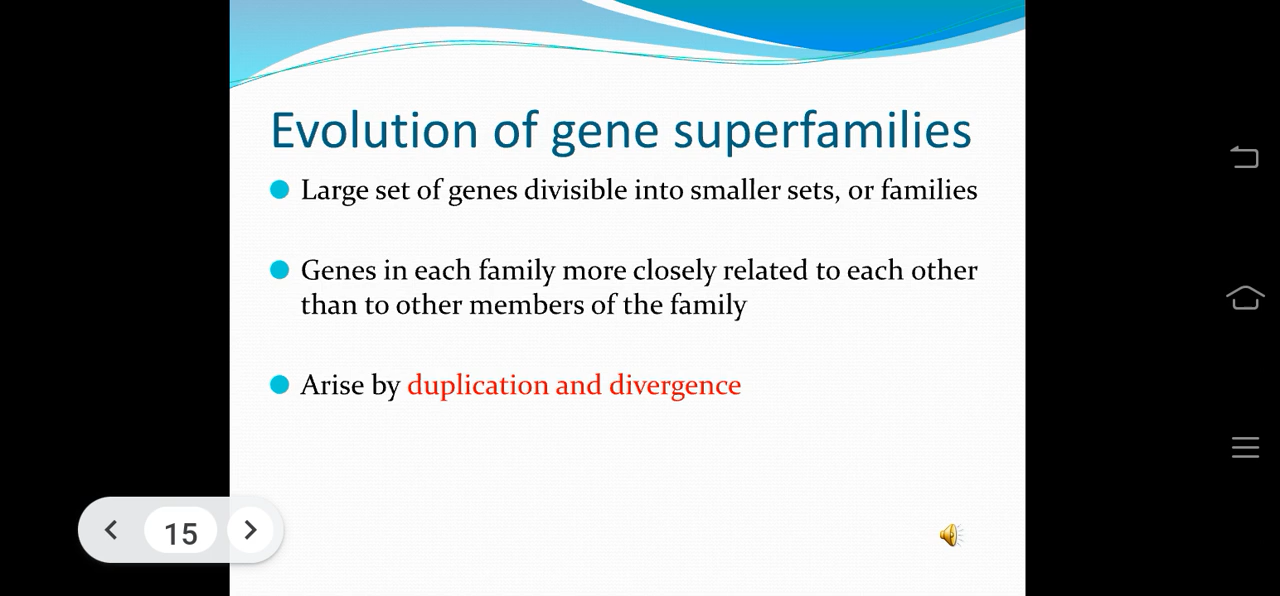 Evolution of gene superfamilies
Large set of genes divisible into smaller sets, or families
Genes in each family more closely related to each other
than to other members of the family
Arise by duplication and divergence
15